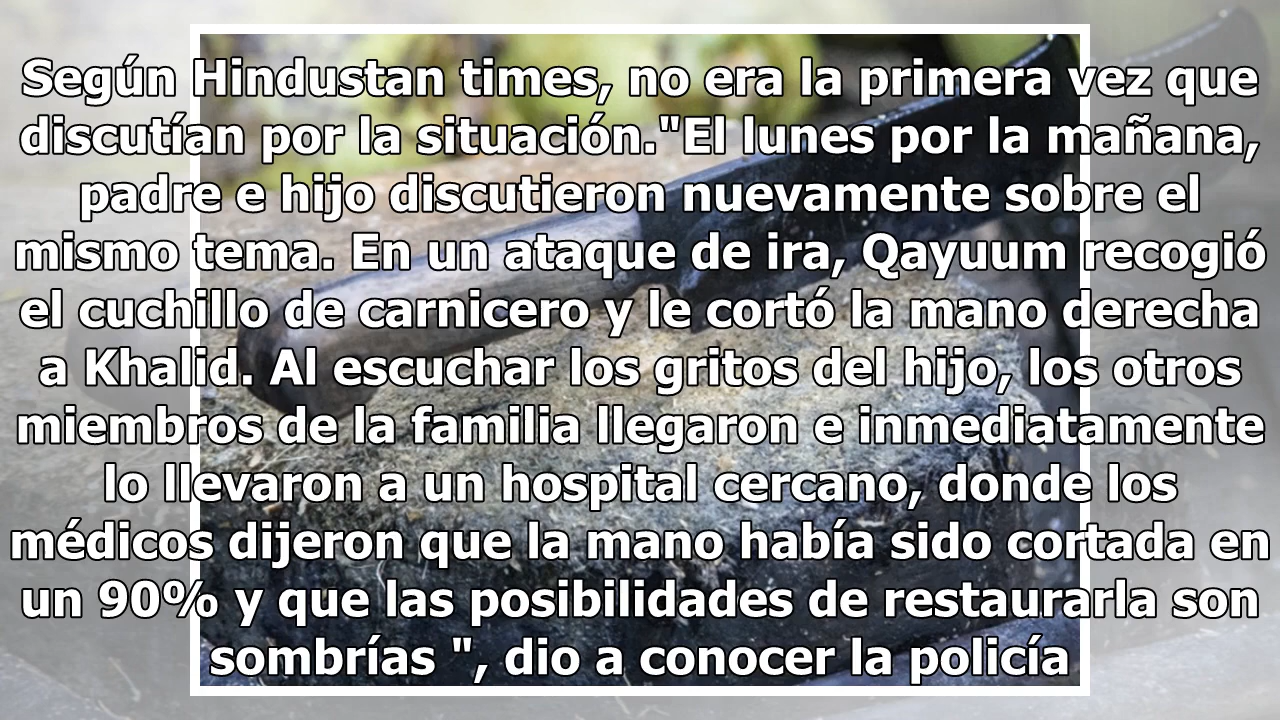 Según Hindustan times, no era la primera vez que
discutían por la situación."El lunes por la mañana,
padre e hijo discutieron nuevamente sobre el
mismo tema. En un ataque de ira, Qayuum recogió
el cuchillo de carnicero y le cortó la mano derecha
a Khalid. Al escuchar los gritos del hijo, los otros
miembros de la familia llegaron e inmediatamente
lo llevaron a un hospital cercano, donde los
médicos dijeron que la mano había sido cortada en
un 90% y que las posibilidades de restaurarla son
sombrías ", dio a conocer la policía